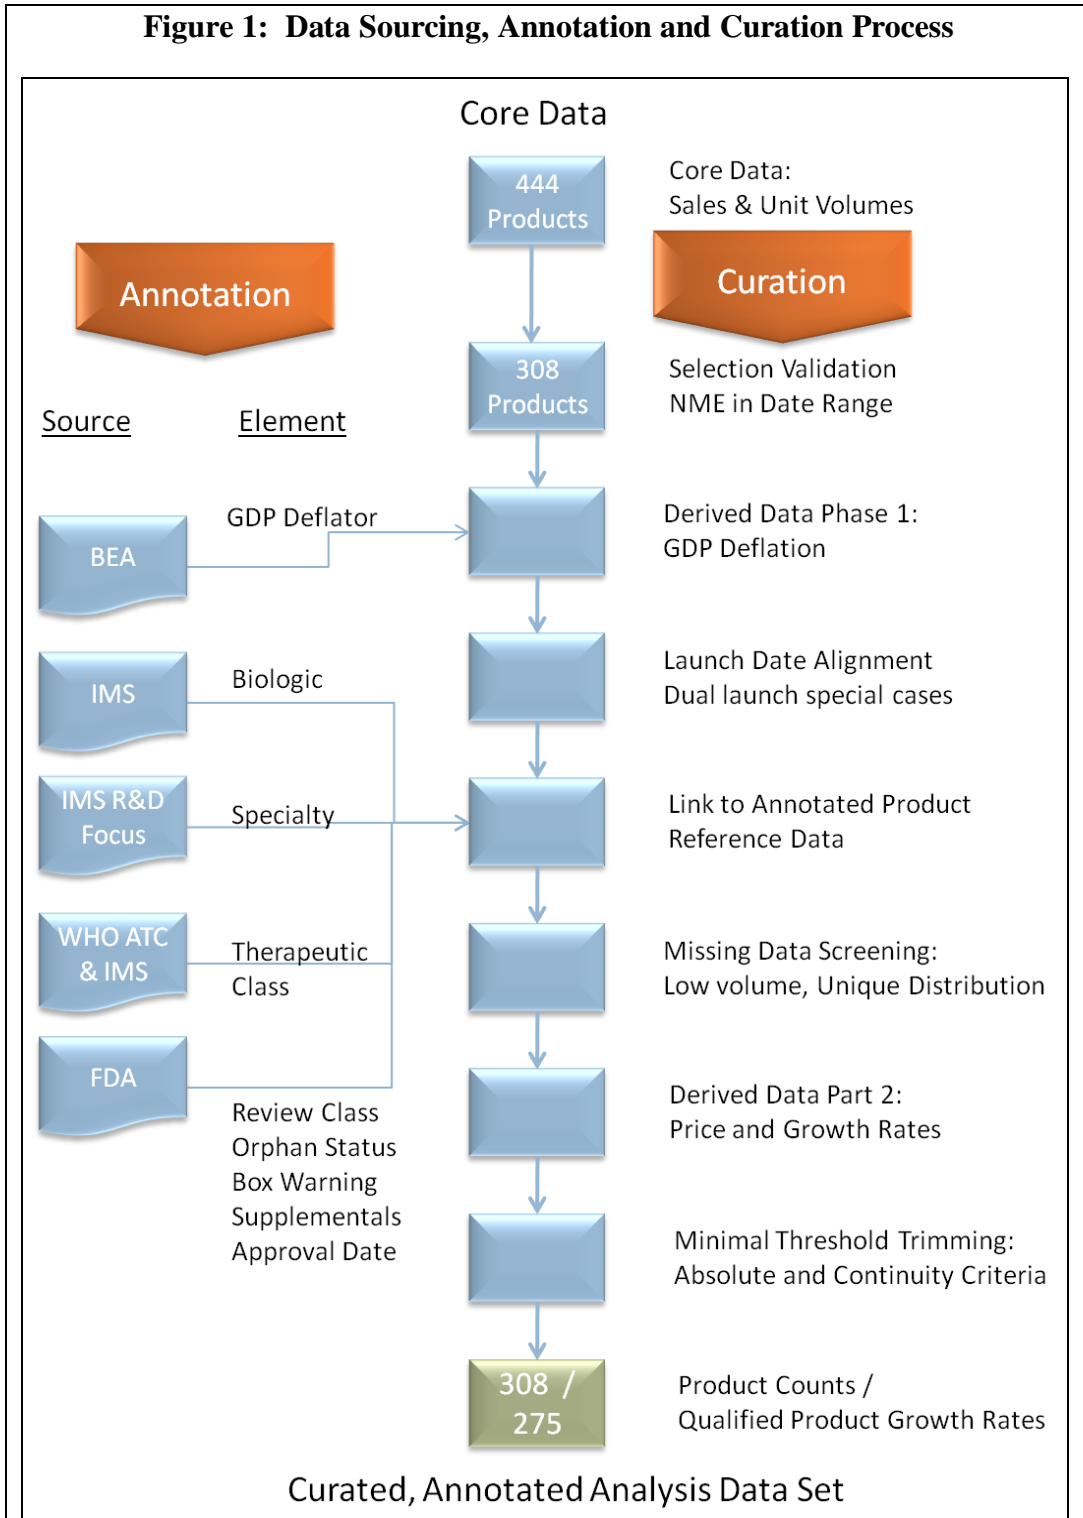 Figure 1:  Data Sourcing, Annotation and Curation Process
Core Data
444
Products
Core Data:
Sales & Unit Volumes
Annotation
Curation
308
Products
Selection Validation
NME in Date Range
Source
Element
BEA
GDP Deflator
Derived Data Phase 1:
GDP Deflation
IMS
Biologic
Launch Date Alignment
Dual launch special cases
IMS R&D
Focus
Specialty
Link to Annotated Product
Reference Data
WHO ATC
& IMS
Therapeutic
Class
Missing Data Screening:
Low volume, Unique Distribution
FDA
Review Class
Orphan Status
Box Warning
Supplementals
Approval Date
Derived Data Part 2:
Price and Growth Rates
Minimal Threshold Trimming:
Absolute and Continuity Criteria
308 /
275
Product Counts /
Qualified Product Growth Rates
Curated, Annotated Analysis Data Set